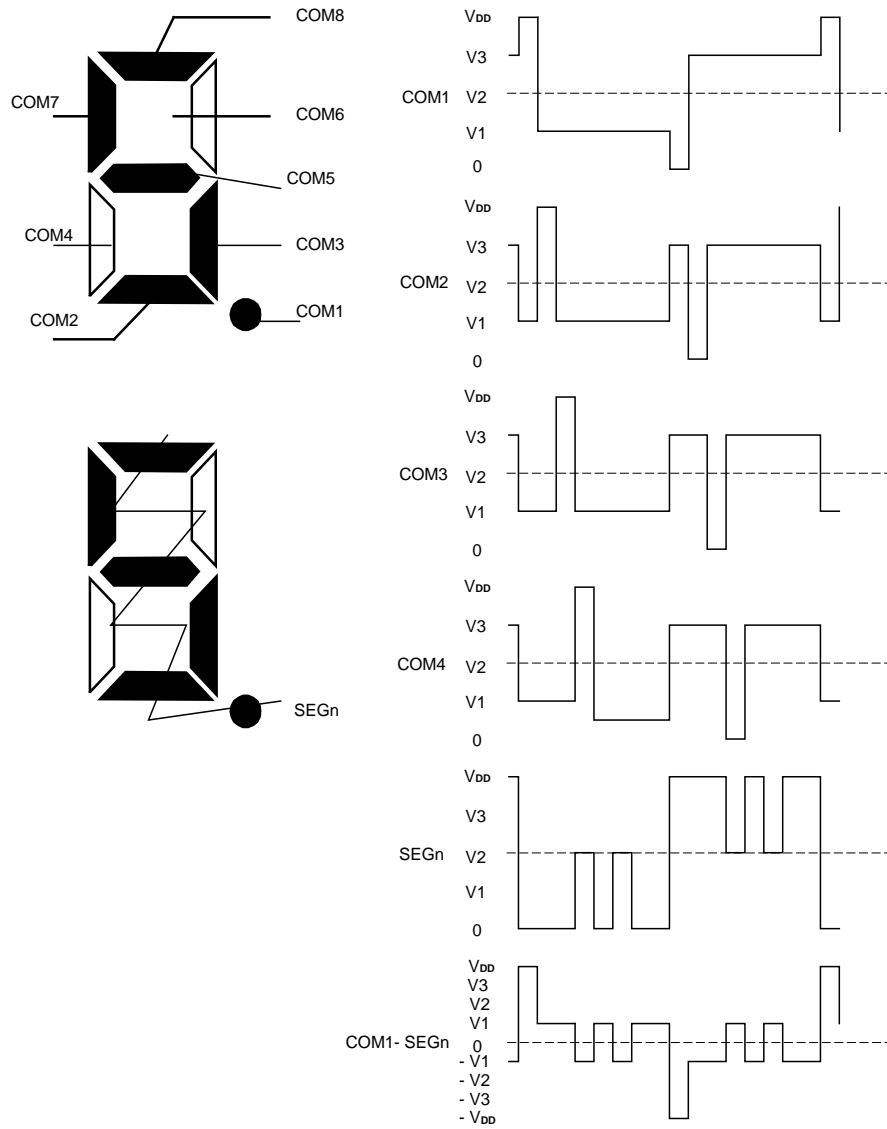 COM8
COM7
COM6
COM5
COM4
COM3
COM2
COM1
SEGn
VDD
V3
COM1
V2
V1
0
VDD
V3
COM2
V2
V1
0
VDD
V3
COM3
V2
V1
0
VDD
V3
COM4
V2
V1
0
VDD
V3
SEGn
V2
V1
0
VDD
V3
V2
V1
COM1- SEGn
0
- V1
- V2
- V3
- VDD